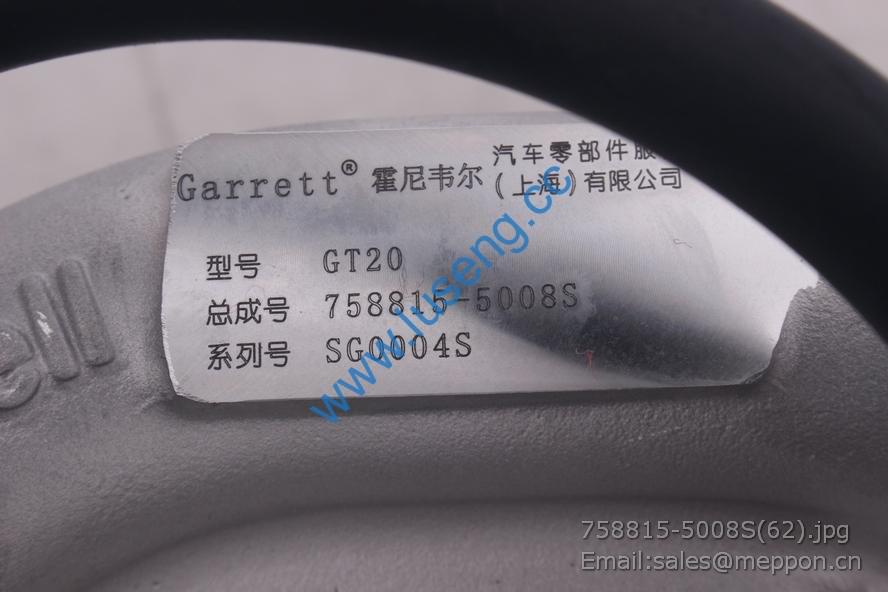 汽车零部件服
Garrett® 霍尼韦尔 (上海)有限公司
型号 GT20
总成号 758815-5008S
系列号 SG0004S
www.luseng.cc
ell
758815-5008S(62).jpg
Email:sales@meppon.cn